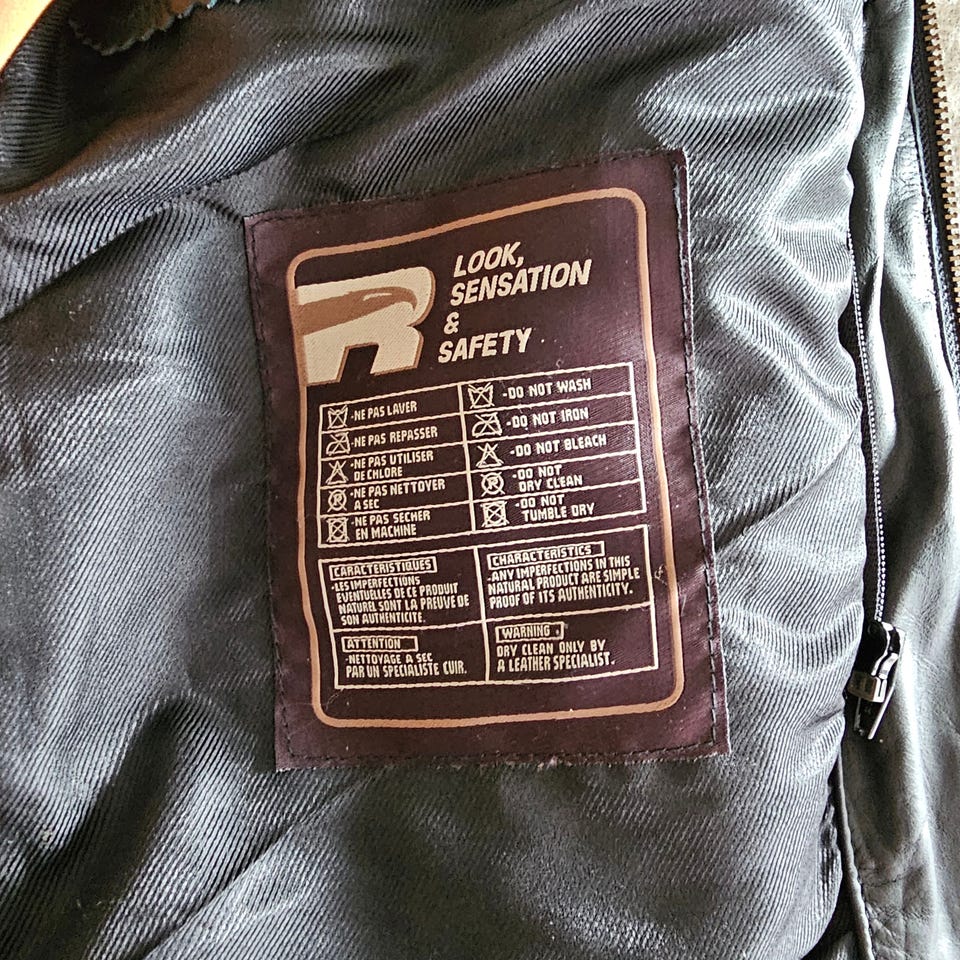 R
LOOK,
SENSATION
&
SAFETY
-NE PAS LAVER
-NE PAS REPASSER
-NE PAS UTILISER
DE CHLORE
R
-NE PAS NETTOYER
A SEC
-NE PAS SECHER
EN MACHINE
-DO NOT WASH
-DO NOT IRON
-DO NOT BLEACH
R
-DO NOT
DRY CLEAN
-DO NOT
TUMBLE DRY
CARACTERISTIQUES
-LES IMPERFECTIONS
EVENTUELLES DE CE PRODUIT
NATUREL SONT LA PREUVE DE
SON AUTHENTICITE.
CHARACTERISTICS
-ANY IMPERFECTIONS IN THIS
NATURAL PRODUCT ARE SIMPLE
PROOF OF ITS AUTHENTICITY.
ATTENTION
-NETTOYAGE A SEC
PAR UN SPECIALISTE CUIR.
WARNING
DRY CLEAN ONLY BY
A LEATHER SPECIALIST.